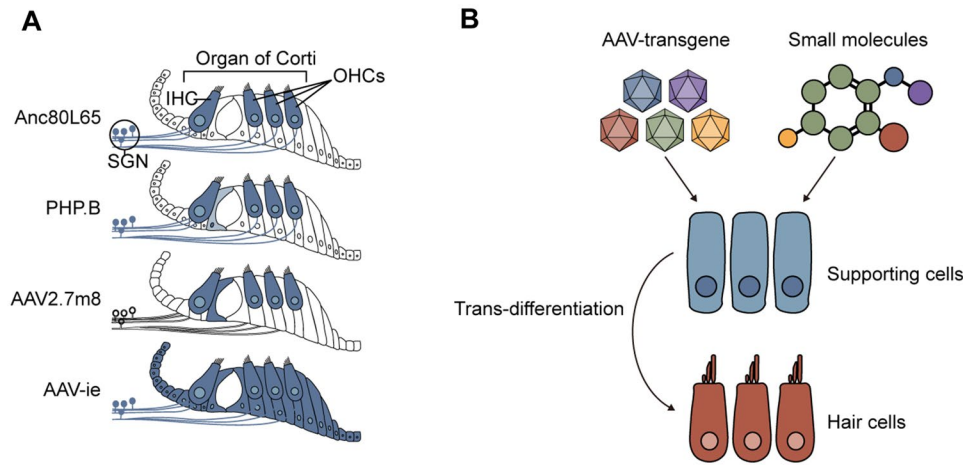 A
Organ of Corti
OHCs
IHC
Anc80L65
SGN
PHP.B
AAV2.7m8
AAV-ie
B
AAV-transgene
Small molecules
Supporting cells
Trans-differentiation
Hair cells